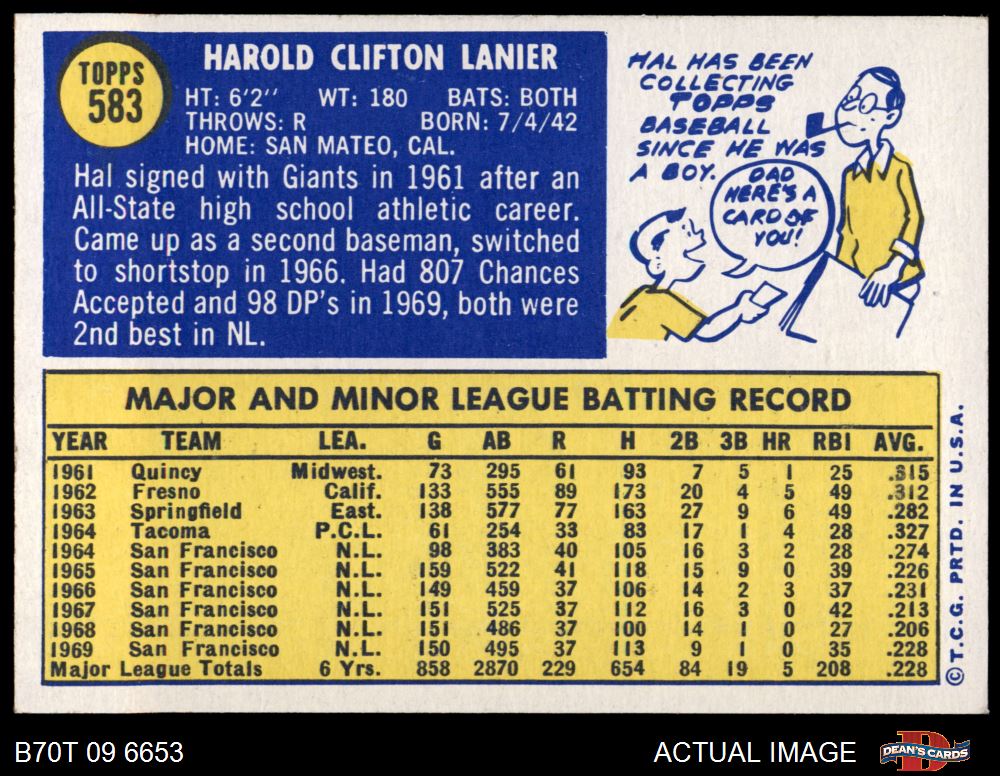 TOPPS
583
HAROLD CLIFTON LANIER
HT: 6'2" WT: 180 BATS: BOTH
THROWS: R BORN: 7/4/42
HOME: SAN MATEO, CAL.
Hal signed with Giants in 1961 after an
All-State high school athletic career.
Came up as a second baseman, switched
to shortstop in 1966. Had 807 Chances
Accepted and 98 DP's in 1969, both were
2nd best in NL.
HAL HAS BEEN
COLLECTING
TOPPS
BASEBALL
SINCE HE WAS
A BOY.
DAD
HERE'S A
CARD OF
YOU!
MAJOR AND MINOR LEAGUE BATTING RECORD
YEAR TEAM LEA. G AB R H 2B 3B HR RBI AVG.
1961 Quincy Midwest. 73 295 61 93 7 5 1 25 .315
1962 Fresno Calif. 133 555 89 173 20 4 5 49 .312
1963 Springfield East. 138 577 77 163 27 9 6 49 .282
1964 Tacoma P.C.L. 61 254 33 83 17 1 4 28 .327
1964 San Francisco N.L. 98 383 40 105 16 3 2 28 .274
1965 San Francisco N.L. 159 522 41 118 15 9 0 39 .226
1966 San Francisco N.L. 149 459 37 106 14 2 3 37 .231
1967 San Francisco N.L. 151 525 37 112 16 3 0 42 .213
1968 San Francisco N.L. 151 486 37 100 14 1 0 27 .206
1969 San Francisco N.L. 150 495 37 113 9 1 0 35 .228
Major League Totals 6 Yrs. 858 2870 229 654 84 19 5 208 .228
© T.C.G. PRTD. IN U.S.A.
B70T 09 6653
ACTUAL IMAGE
DEAN'S CARDS